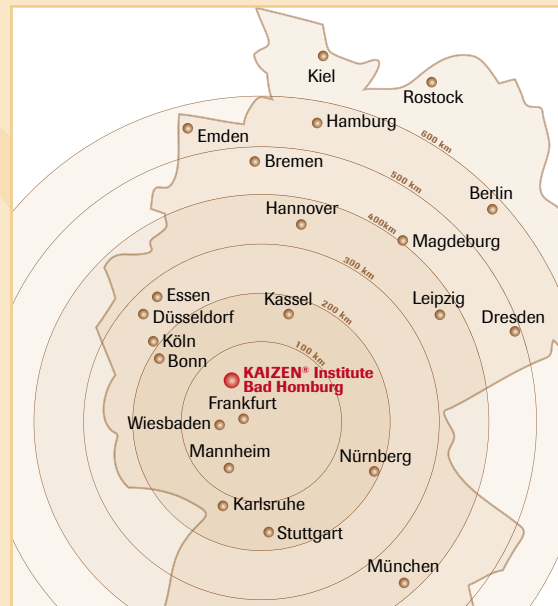 Kiel
Rostock
Hamburg
Emden
600 km
Bremen
500 km
Berlin
Hannover
400km
Magdeburg
300 km
Essen
Kassel
200 km
Leipzig
Düsseldorf
Dresden
Köln
100 km
Bonn
KAIZEN® Institute
Bad Homburg
Frankfurt
Wiesbaden
Mannheim
Nürnberg
Karlsruhe
Stuttgart
München